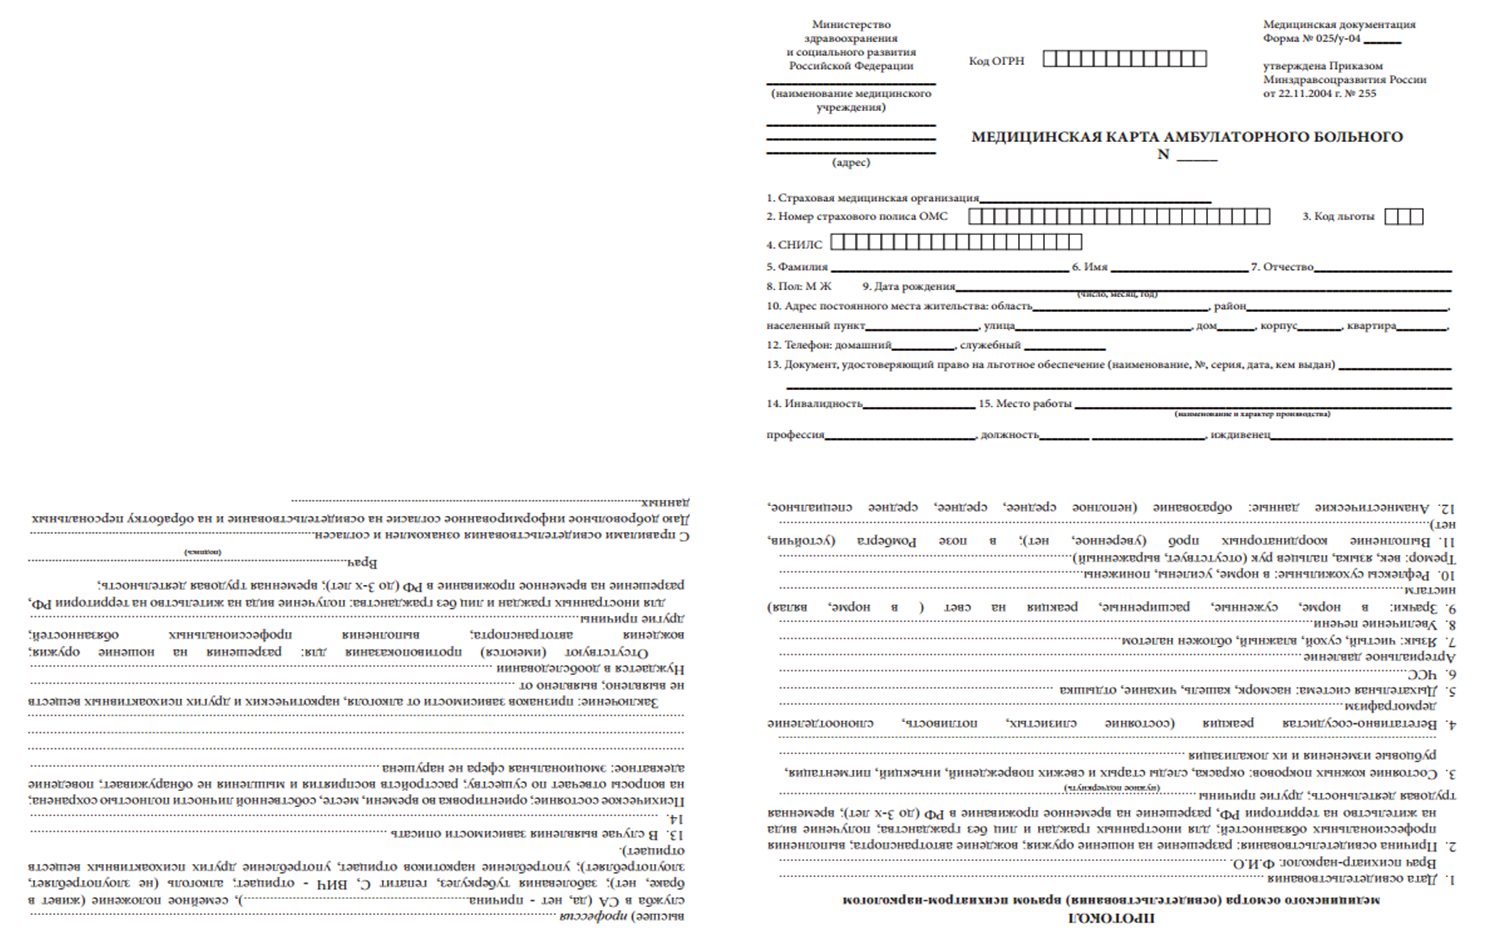 Министерство
здравоохранения
и социального развития
Российской Федерации
(наименование медицинского
учреждения)
(адрес)
Код ОГРН
Медицинская документация
Форма № 025/у-04 ______
утверждена Приказом
Минздравсоцразвития России
от 22.11.2004 г. № 255
МЕДИЦИНСКАЯ КАРТА АМБУЛАТОРНОГО БОЛЬНОГО
N _____
1. Страховая медицинская организация
2. Номер страхового полиса ОМС 3. Код льготы
4. СНИЛС
5. Фамилия 6. Имя 7. Отчество
8. Пол: М Ж 9. Дата рождения
(число, месяц, год)
10. Адрес постоянного места жительства: область, район,
населенный пункт, улица, дом, корпус, квартира,
12. Телефон: домашний, служебный
13. Документ, удостоверяющий право на льготное обеспечение (наименование, №, серия, дата, кем выдан)
14. Инвалидность 15. Место работы
(наименование и характер производства)
профессия, должность, иждивенец
ПРОТОКОЛ
медицинского осмотра (освидетельствования) врачом психиатром-наркологом
1. Дата освидетельствования
Врач психиатр-нарколог: Ф.И.О.
2. Причина освидетельствования: разрешение на ношение оружия; вождение автотранспорта; выполнения
профессиональных обязанностей; для иностранных граждан и лиц без гражданства: получение вида
на жительство на территории РФ, разрешение на временное проживание в РФ (до 3-х лет); временная
трудовая деятельность; другие причины
(нужное подчеркнуть)
3. Состояние кожных покровов: окраска, следы старых и свежих повреждений, инъекций, пигментация,
рубцовые изменения и их локализация
4. Вегетативно-сосудистая реакция (состояние слизистых, потливость, слюноотделение
дермографизм
5. Дыхательная система: насморк, кашель, чихание, отдышка
6. ЧСС
Артериальное давление
7. Язык: чистый, сухой, влажный, обложен налетом
8. Увеличение печени
9. Зрачки: в норме, суженные, расширенные, реакция на свет ( в норме, вялая)
нистагм
10. Рефлексы сухожильные: в норме, усилены, понижены
Тремор: век, языка, пальцев рук (отсутствует, выраженный)
11. Выполнение координаторных проб (уверенное, нет); в позе Ромберга (устойчив,
нет)
12. Анамнестические данные: образование (неполное среднее, среднее, среднее специальное,
высшее) профессия
служба в СА (да, нет - причина), семейное положение (живет в
браке, нет); заболевания туберкулез, гепатит С, ВИЧ - отрицает; алкоголь (не злоупотребляет,
злоупотребляет); употребление наркотиков отрицает, употребление других психоактивных веществ
отрицает).
13. В случае выявления зависимости описать
14.
Психическое состояние; ориентировка во времени, месте, собственной личности полностью сохранена;
на вопросы отвечает по существу; расстройств восприятия и мышления не обнаруживает; поведение
адекватное; эмоциональная сфера не нарушена
Заключение: признаков зависимости от алкоголя, наркотических и других психоактивных веществ
не выявлено; выявлено от
Нуждается в дообследовании
Отсутствуют (имеются) противопоказания для: разрешения на ношение оружия;
вождения автотранспорта; выполнения профессиональных обязанностей;
другие причины
для иностранных граждан и лиц без гражданства: получение вида на жительство на территории РФ,
разрешение на временное проживание в РФ (до 3-х лет); временная трудовая деятельность;
Врач
(подпись)
С правилами освидетельствования ознакомлен и согласен
Даю добровольное информированное согласие на освидетельствование и на обработку персональных
данных